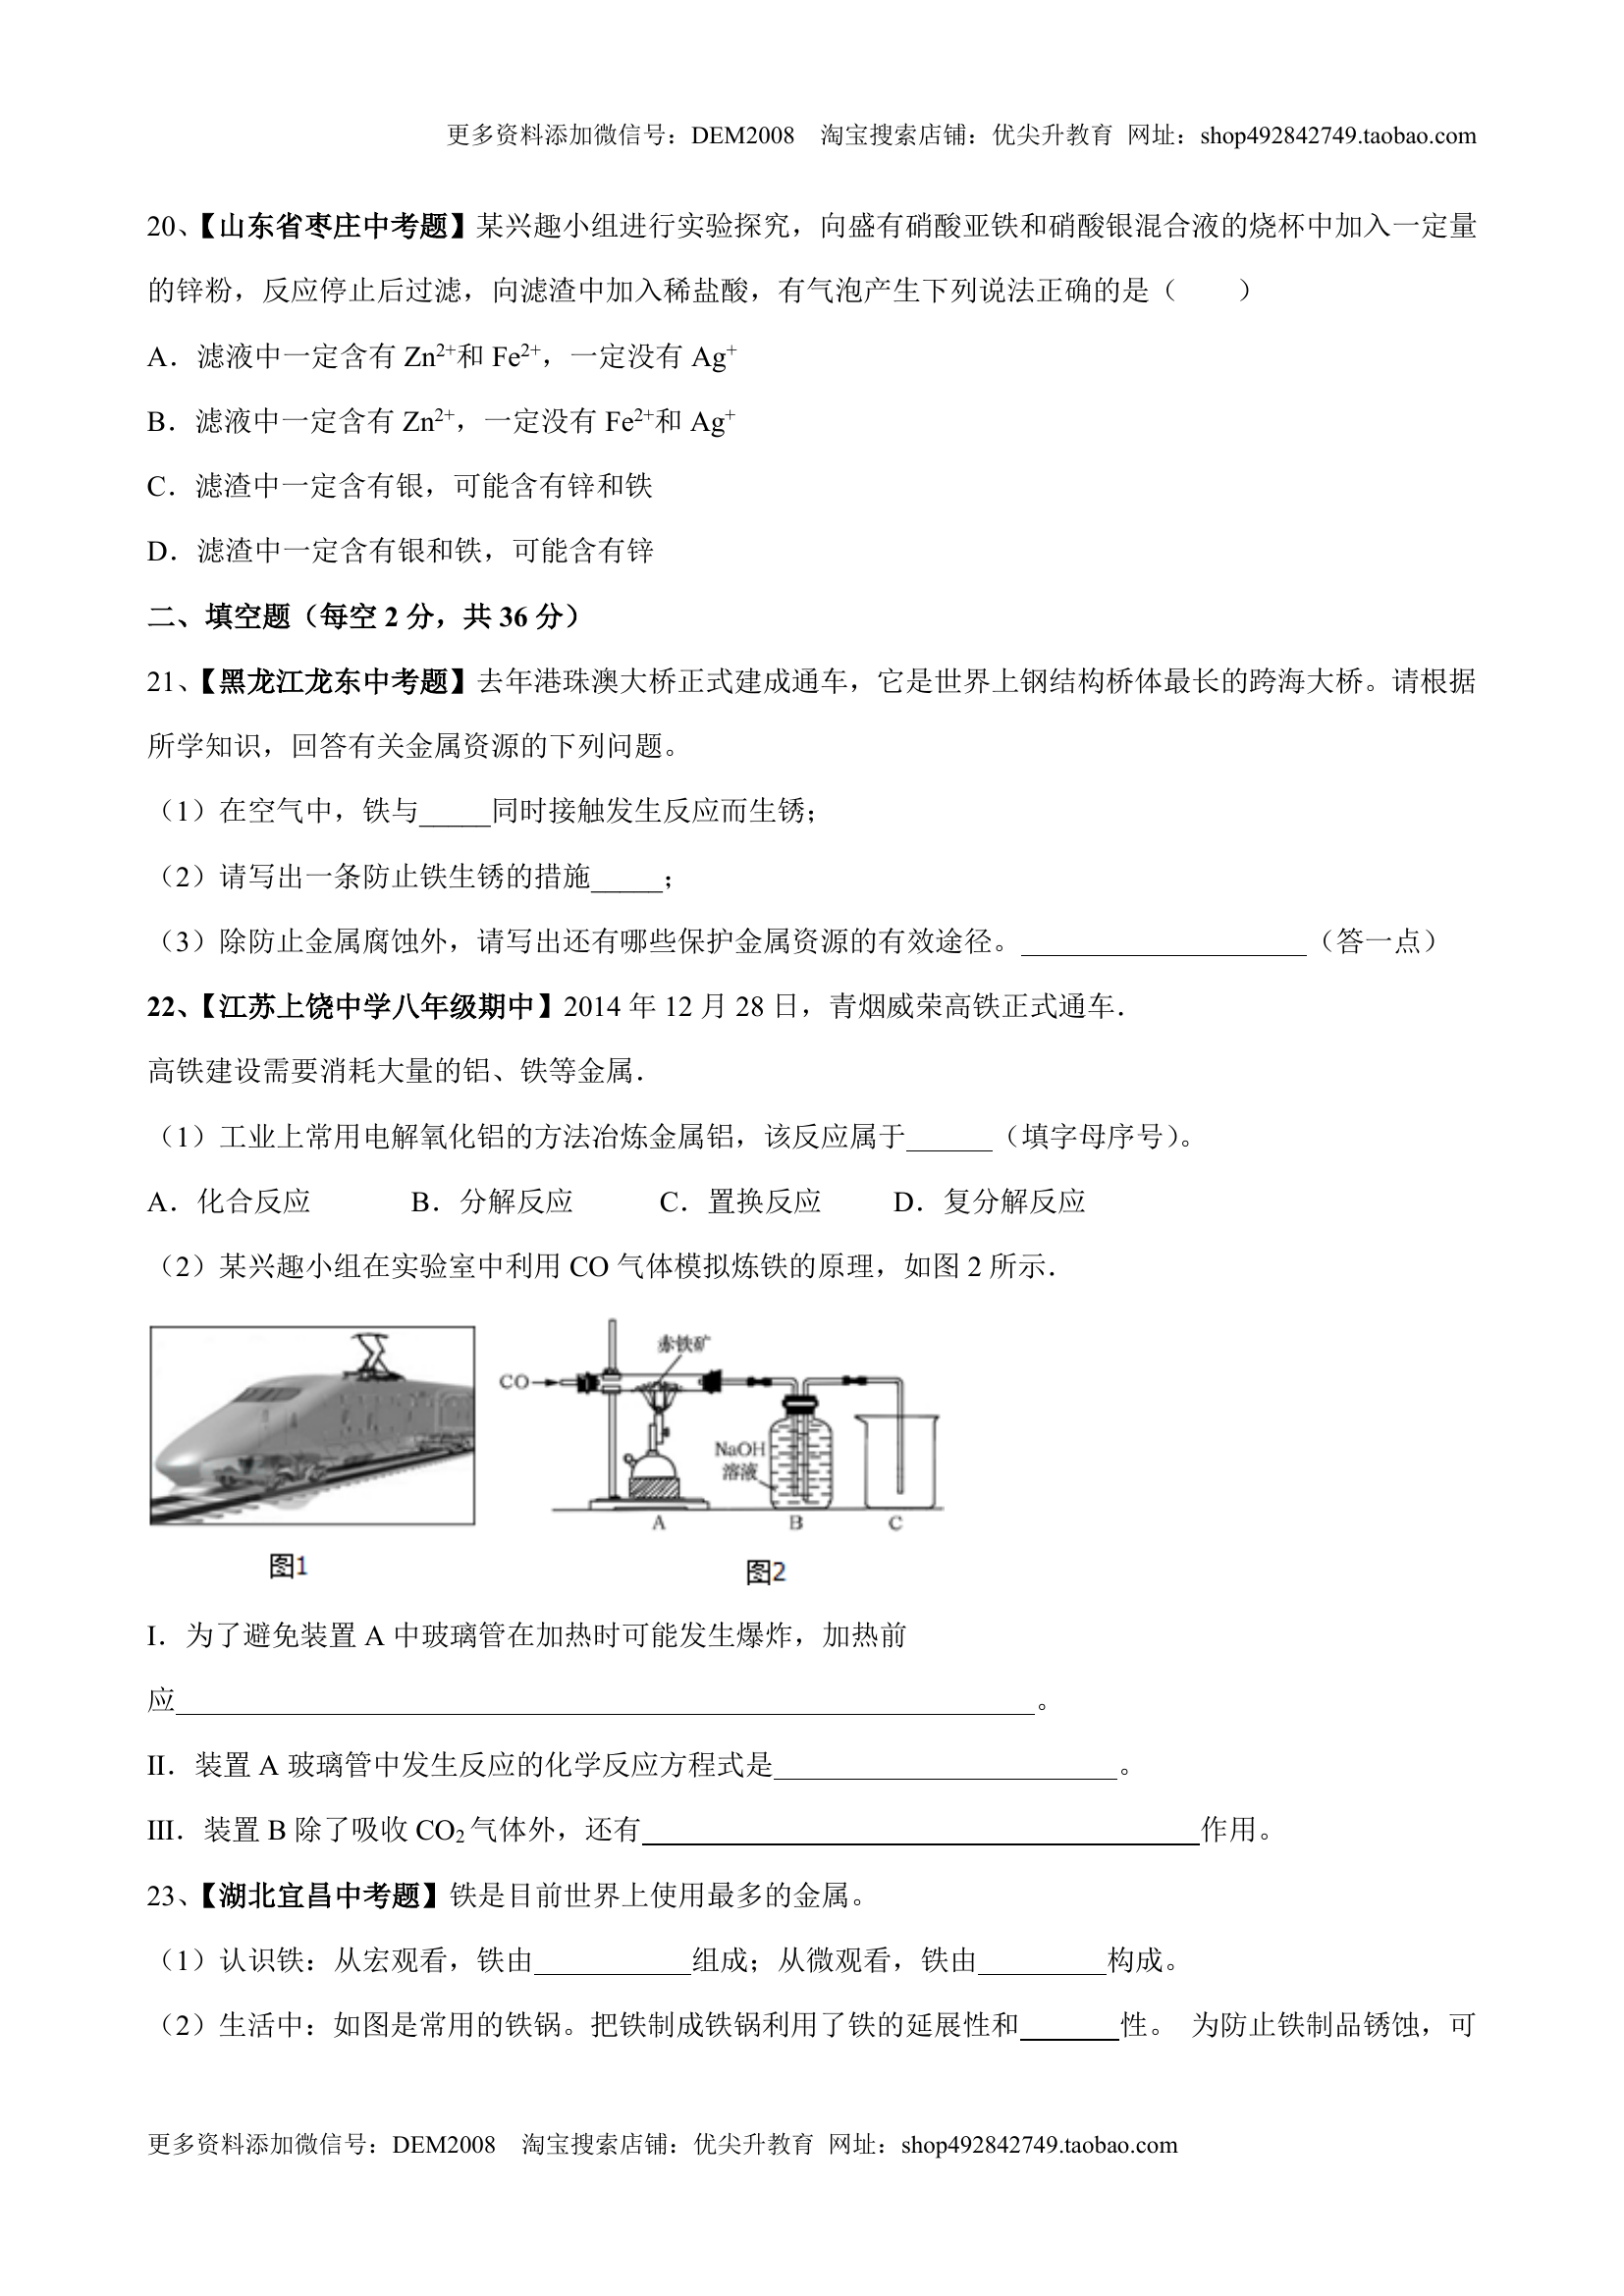 更多资料添加微信号：DEM2008 淘宝搜索店铺：优尖升教育 网址：shop492842749.taobao.com
20、【山东省枣庄中考题】某兴趣小组进行实验探究，向盛有硝酸亚铁和硝酸银混合液的烧杯中加入一定量
的锌粉，反应停止后过滤，向滤渣中加入稀盐酸，有气泡产生下列说法正确的是（　　）
A．滤液中一定含有 Zn²⁺和 Fe²⁺，一定没有 Ag⁺
B．滤液中一定含有 Zn²⁺，一定没有 Fe²⁺和 Ag⁺
C．滤渣中一定含有银，可能含有锌和铁
D．滤渣中一定含有银和铁，可能含有锌
二、填空题（每空 2 分，共 36 分）
21、【黑龙江龙东中考题】去年港珠澳大桥正式建成通车，它是世界上钢结构桥体最长的跨海大桥。请根据
所学知识，回答有关金属资源的下列问题。
（1）在空气中，铁与_____同时接触发生反应而生锈；
（2）请写出一条防止铁生锈的措施_____；
（3）除防止金属腐蚀外，请写出还有哪些保护金属资源的有效途径。____________________（答一点）
22、【江苏上饶中学八年级期中】2014 年 12 月 28 日，青烟威荣高铁正式通车．
高铁建设需要消耗大量的铝、铁等金属．
（1）工业上常用电解氧化铝的方法冶炼金属铝，该反应属于______（填字母序号）。
A．化合反应 B．分解反应 C．置换反应 D．复分解反应
（2）某兴趣小组在实验室中利用 CO 气体模拟炼铁的原理，如图 2 所示．
赤铁矿
CO
NaOH
溶液
A B C
图1 图2
I．为了避免装置 A 中玻璃管在加热时可能发生爆炸，加热前
应____________________________________________________________。
II．装置 A 玻璃管中发生反应的化学反应方程式是________________________。
III．装置 B 除了吸收 CO₂ 气体外，还有_______________________________________作用。
23、【湖北宜昌中考题】铁是目前世界上使用最多的金属。
（1）认识铁：从宏观看，铁由___________组成；从微观看，铁由_________构成。
（2）生活中：如图是常用的铁锅。把铁制成铁锅利用了铁的延展性和_______性。 为防止铁制品锈蚀，可
更多资料添加微信号：DEM2008 淘宝搜索店铺：优尖升教育 网址：shop492842749.taobao.com